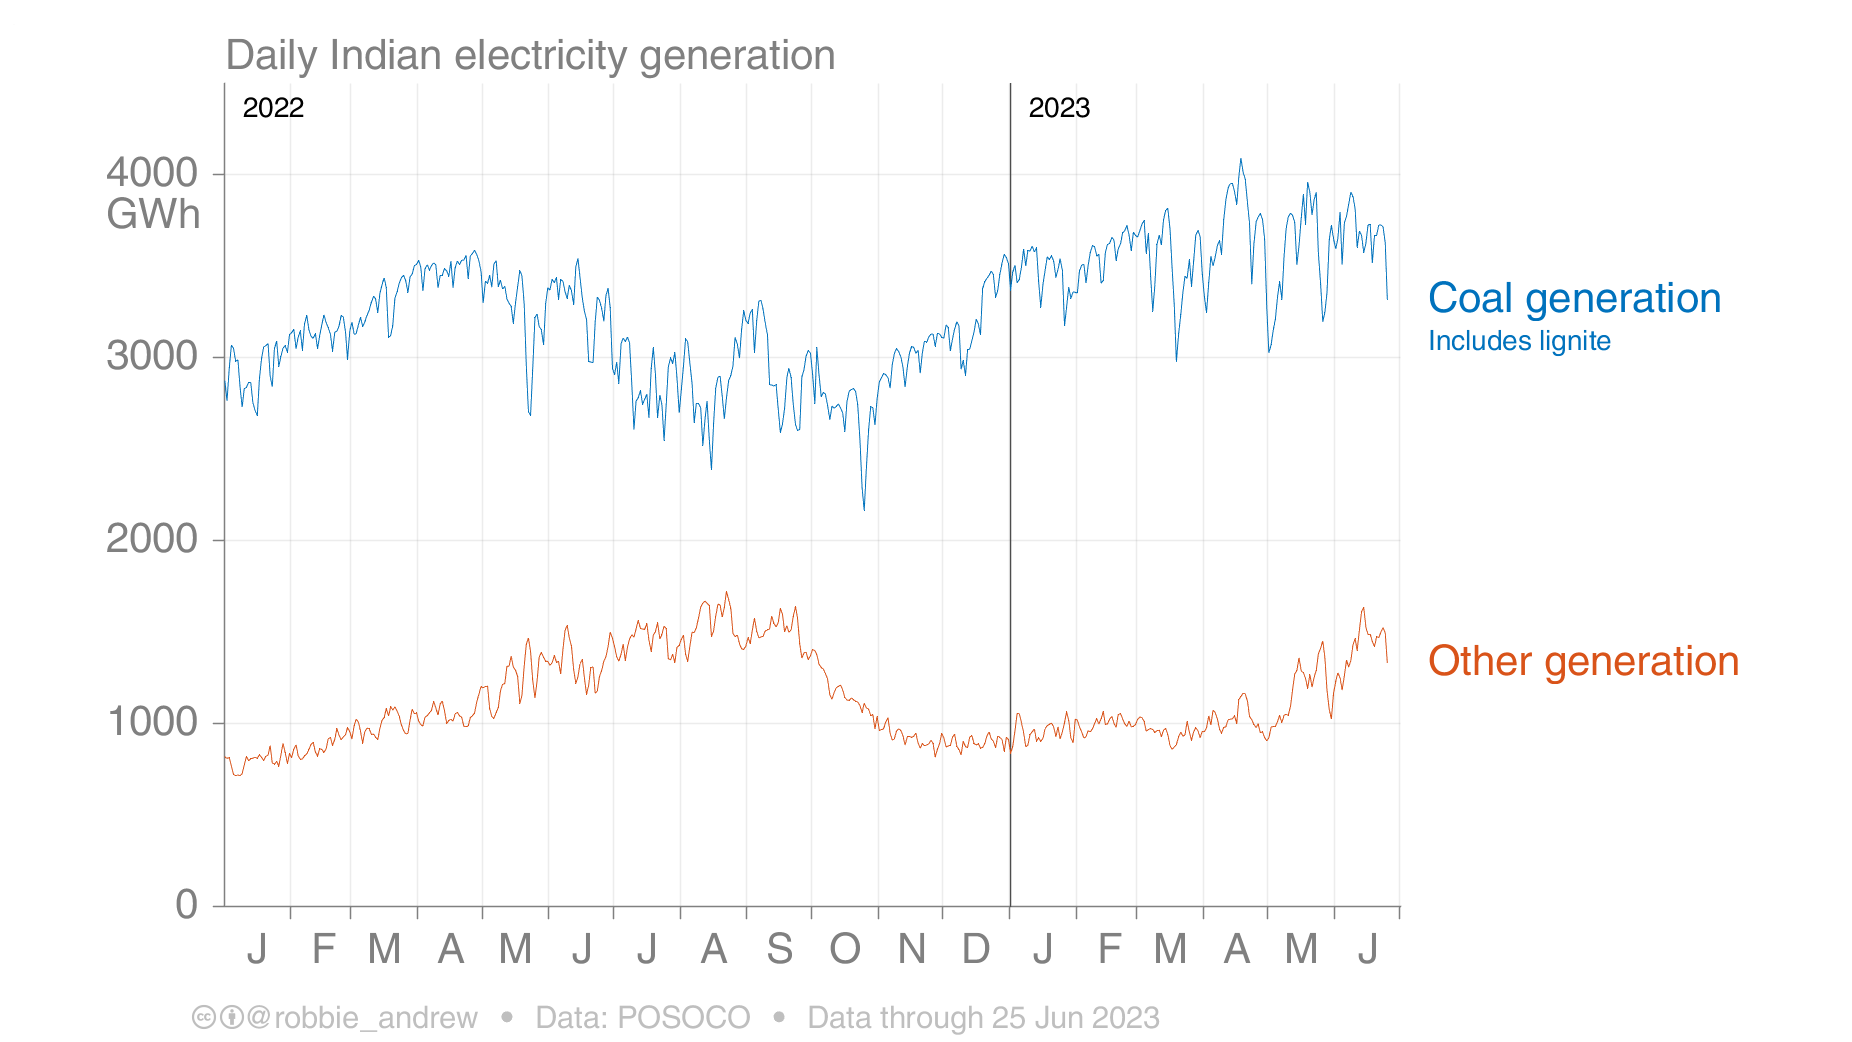 Daily Indian electricity generation
2022
2023
4000
GWh
3000
2000
1000
0
Coal generation
Includes lignite
Other generation
J F M A M J J A S O N D J F M A M J
cc @robbie_andrew • Data: POSOCO • Data through 25 Jun 2023